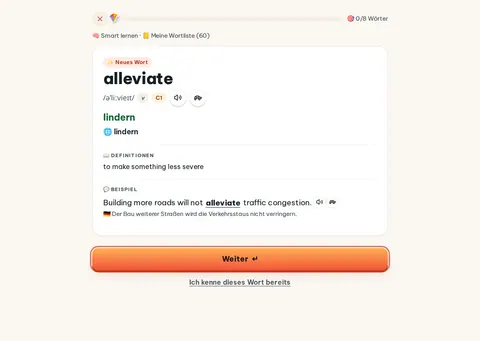 0/8 Wörter
Smart lernen · Meine Wortliste (60)
Neues Wort
alleviate
/əˈliːvieɪt/ v C1
lindern
lindern
DEFINITIONEN
to make something less severe
BEISPIEL
Building more roads will not alleviate traffic congestion.
Der Bau weiterer Straßen wird die Verkehrsstaus nicht verringern.
Weiter ↵
Ich kenne dieses Wort bereits